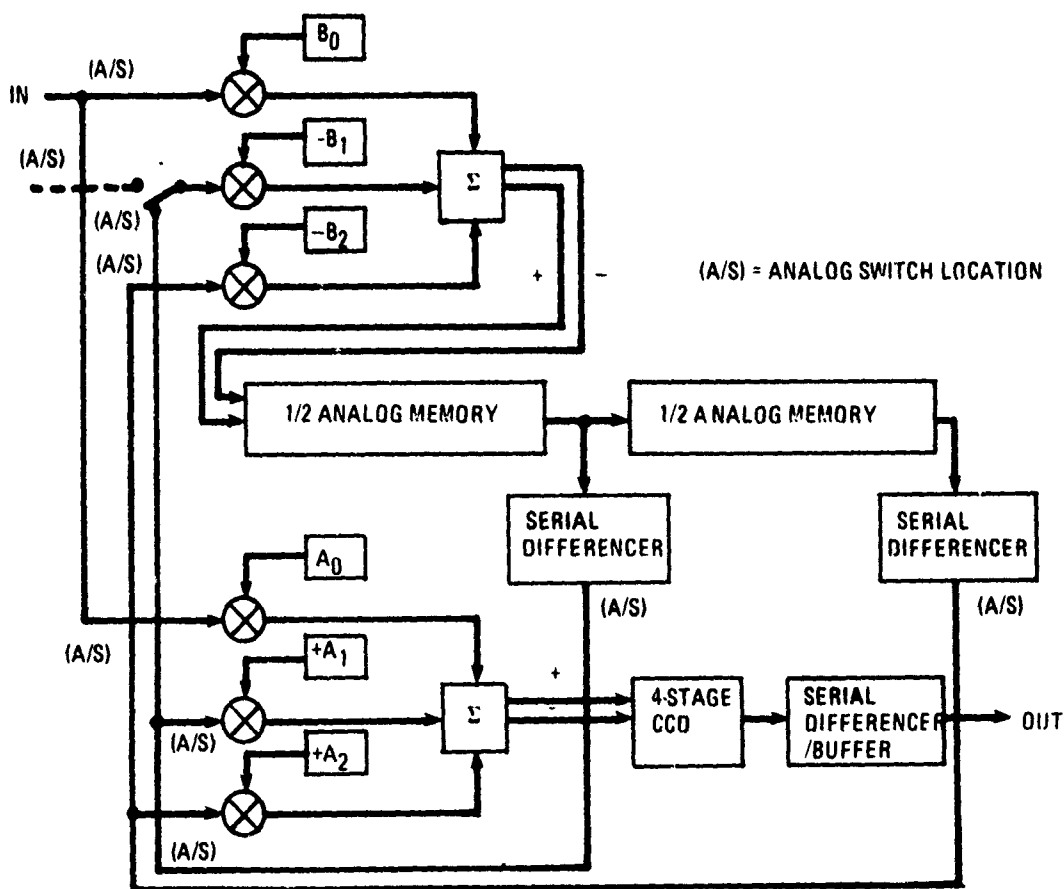 B0
(A/S)
IN
-B1
(A/S)
(A/S)
Σ
-B2
(A/S)
+
-
(A/S) = ANALOG SWITCH LOCATION
1/2 ANALOG MEMORY
1/2 ANALOG MEMORY
SERIAL
DIFFERENCER
SERIAL
DIFFERENCER
A0
(A/S)
(A/S)
(A/S)
+A1
+
-
Σ
4-STAGE
CCD
SERIAL
DIFFERENCER
/BUFFER
OUT
(A/S)
+A2
(A/S)